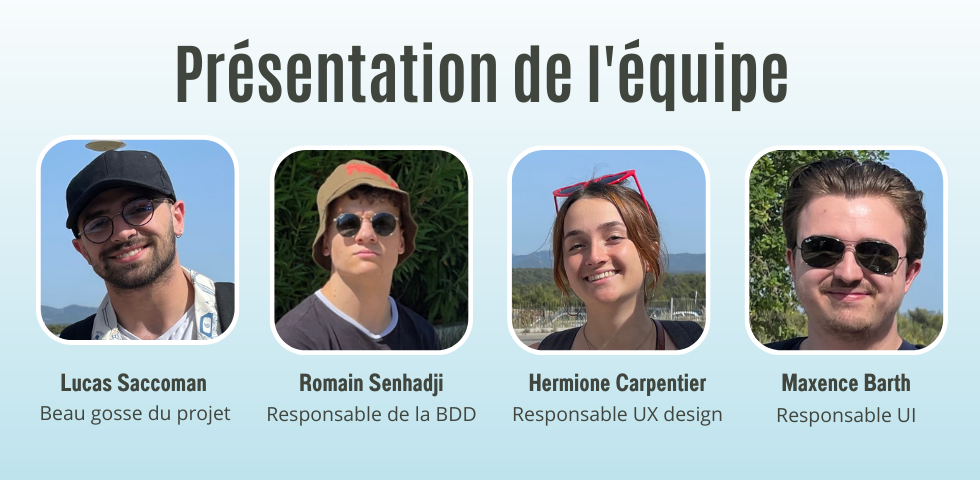 Présentation de l'équipe
Lucas Saccoman
Beau gosse du projet
Romain Senhadji
Responsable de la BDD
Hermione Carpentier
Responsable UX design
Maxence Barth
Responsable UI